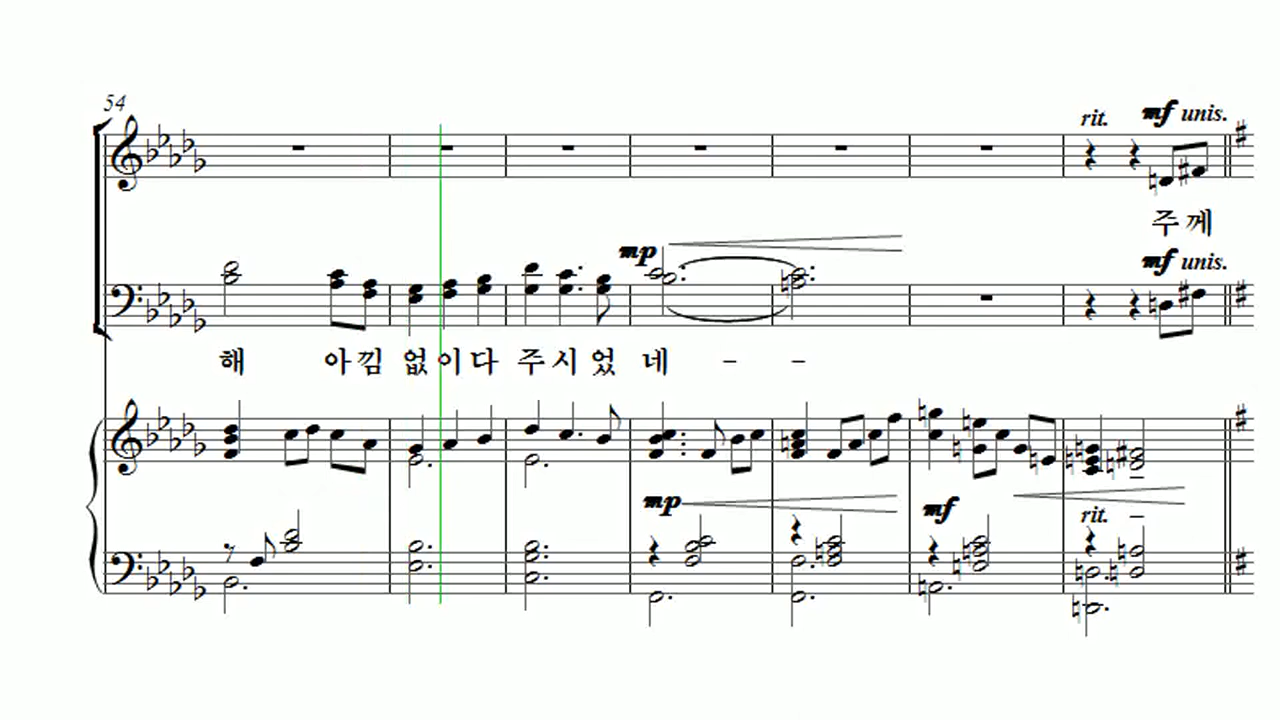 54
rit. mf unis.
주께
mp
mf unis.
해 아낌 없이다 주시었 네 - -
mp mf rit.